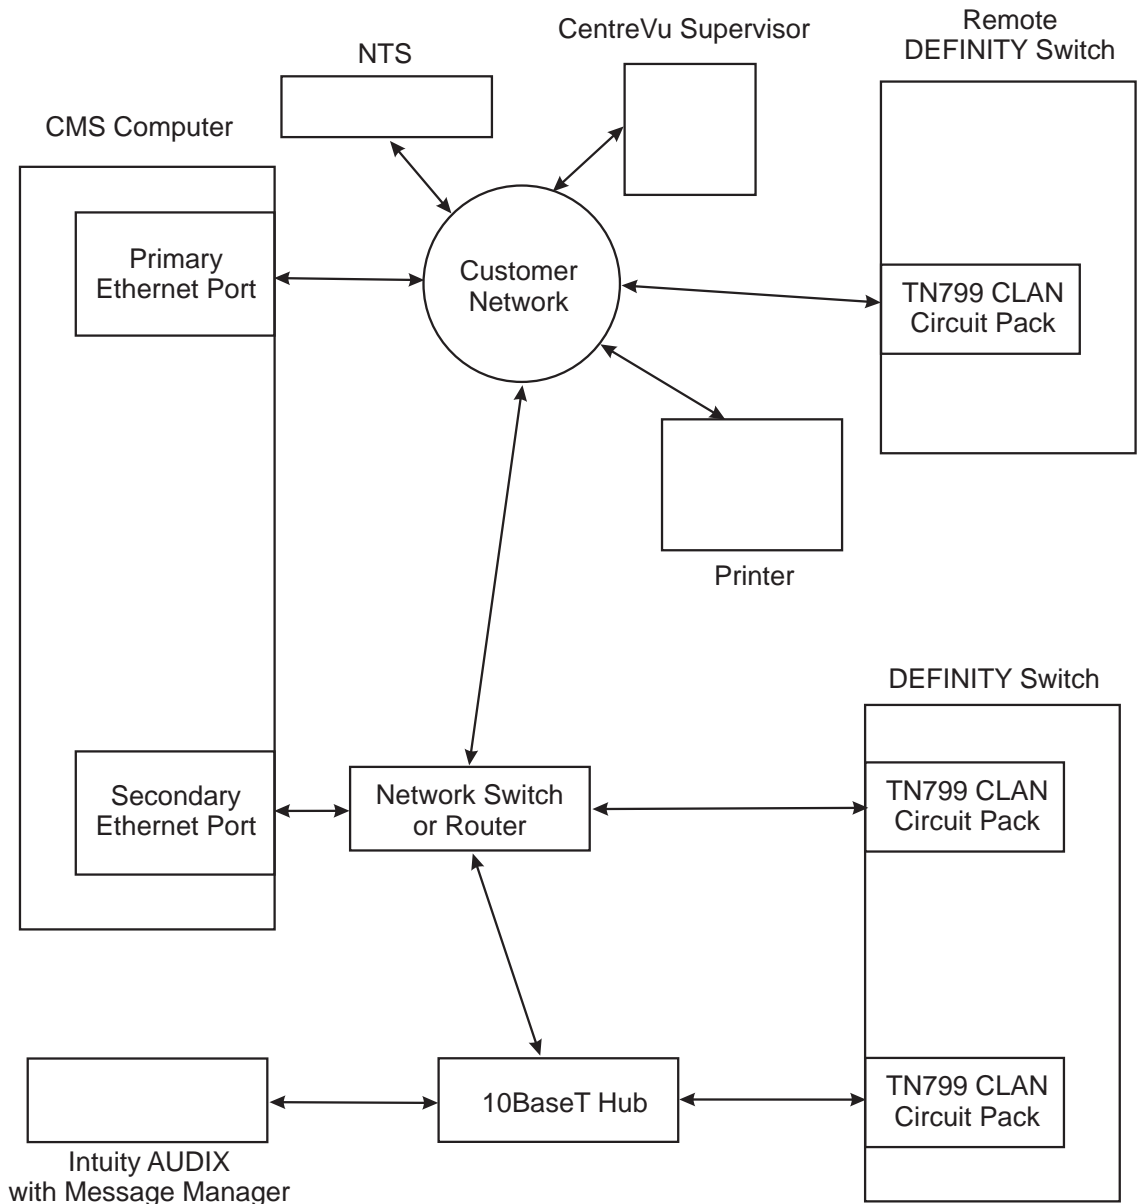 Remote
DEFINITY Switch
CentreVu Supervisor
NTS
CMS Computer
Primary
Ethernet Port
Customer
Network
TN799 CLAN
Circuit Pack
Printer
DEFINITY Switch
Secondary
Ethernet Port
Network Switch
or Router
TN799 CLAN
Circuit Pack
10BaseT Hub
TN799 CLAN
Circuit Pack
Intuity AUDIX
with Message Manager